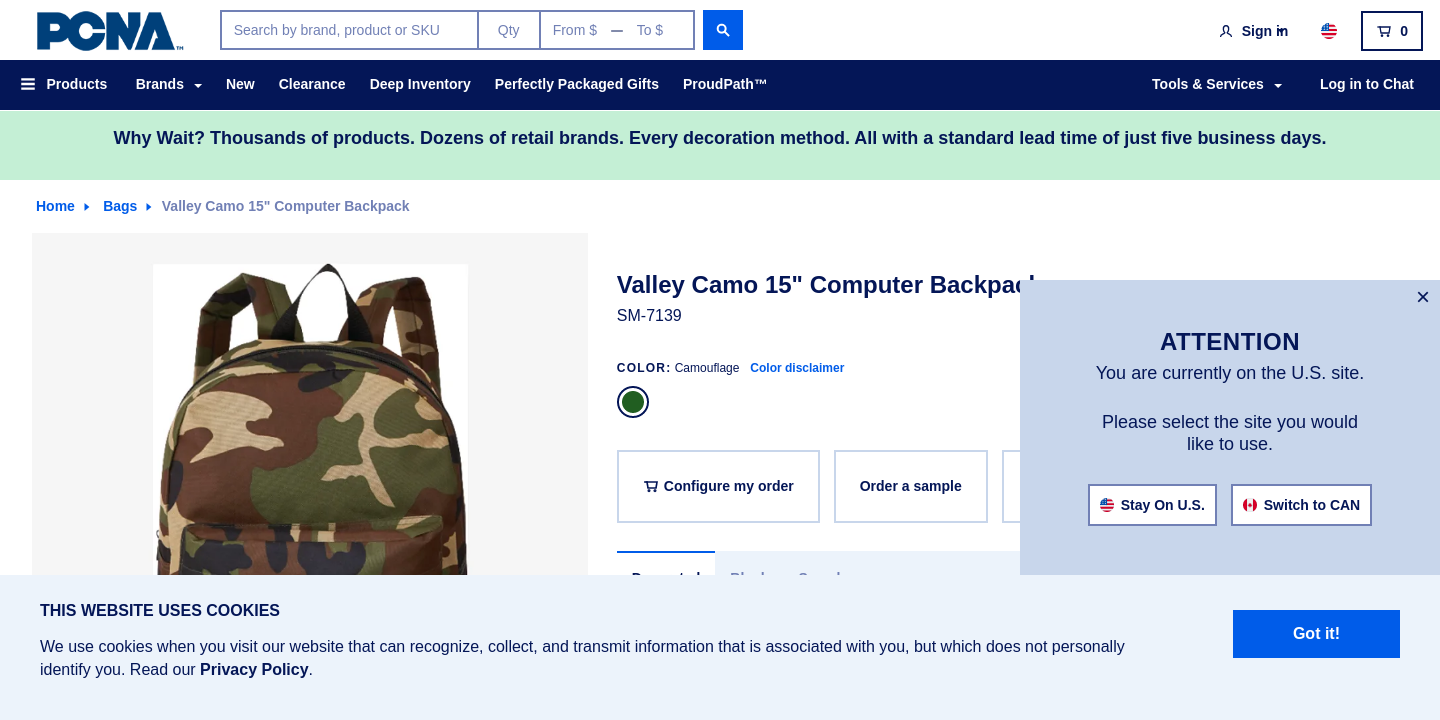 PCNA™
Search by brand, product or SKU
Qty
From $ — To $
Sign in
0
Products
Brands
New
Clearance
Deep Inventory
Perfectly Packaged Gifts
ProudPath™
Tools & Services
Log in to Chat
Why Wait? Thousands of products. Dozens of retail brands. Every decoration method. All with a standard lead time of just five business days.
Home
Bags
Valley Camo 15" Computer Backpack
Valley Camo 15" Computer Backpack
SM-7139
COLOR: Camouflage Color disclaimer
Configure my order
Order a sample
×
ATTENTION
You are currently on the U.S. site.
Please select the site you would
like to use.
Stay On U.S.
Switch to CAN
THIS WEBSITE USES COOKIES
We use cookies when you visit our website that can recognize, collect, and transmit information that is associated with you, but which does not personally
identify you. Read our Privacy Policy.
Got it!